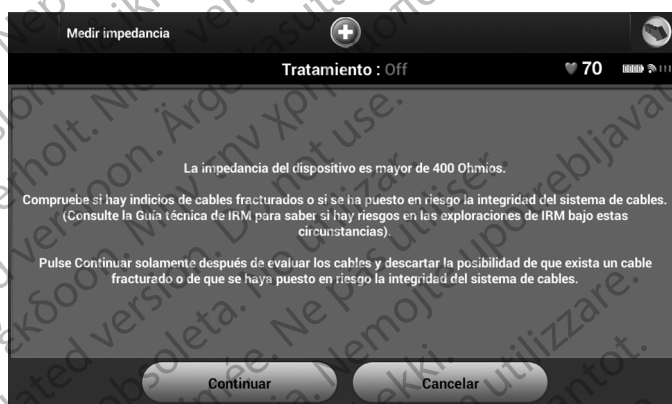 Medir impedancia
Tratamiento : Off
70
La impedancia del dispositivo es mayor de 400 Ohmios.
Compruebe si hay indicios de cables fracturados o si se ha puesto en riesgo la integridad del sistema de cables.
(Consulte la Guía técnica de IRM para saber si hay riesgos en las exploraciones de IRM bajo estas
circunstancias).
Pulse Continuar solamente después de evaluar los cables y descartar la posibilidad de que exista un cable
fracturado o de que se haya puesto en riesgo la integridad del sistema de cables.
Continuar
Cancelar